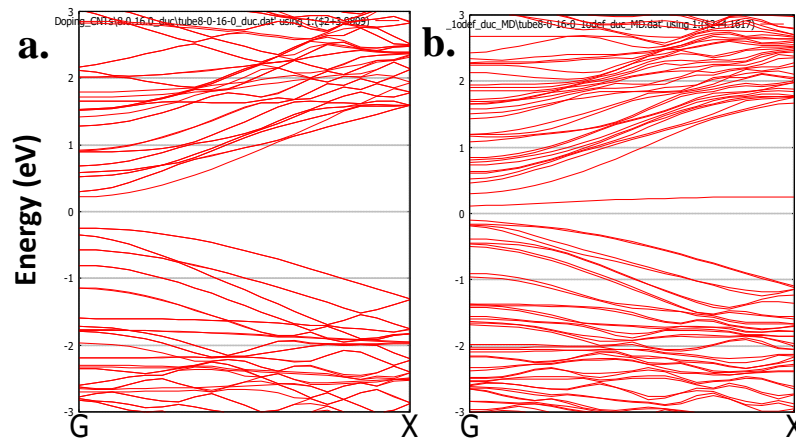 a.
Doping_CNTs\8.0.16.0_duc\tube8-0-16-0_duc.dat' using 1:($2+3.9809)
3
2
1
0
-1
-2
-3
G X
Energy (eV)
b.
_1odef_duc_MD\tube8-0-16-0_1odef_duc_MD.dat' using 1:($2+4.1617)
3
2
1
0
-1
-2
-3
G X